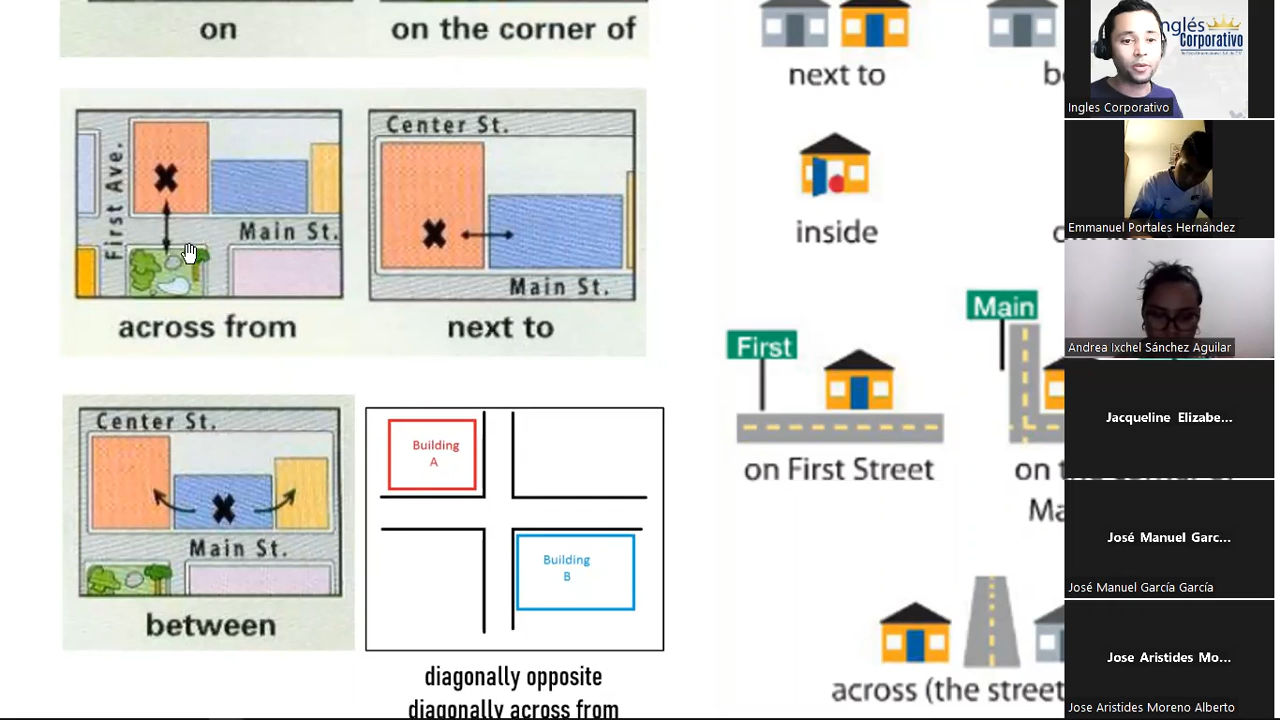 on
on the corner of
First Ave.
Main St.
across from
Center St.
Main St.
next to
Center St.
Main St.
between
Building
A
Building
B
diagonally opposite
diagonally across from
next to
inside
First
on First Street
Main
across (the street
Inglés
Corporativo
Ingles Corporativo
Emmanuel Portales Hernández
Andrea Ixchel Sánchez Aguilar
Jacqueline Elizabe...
José Manuel Garc...
José Manuel García García
Jose Aristides Mo...
Jose Aristides Moreno Alberto